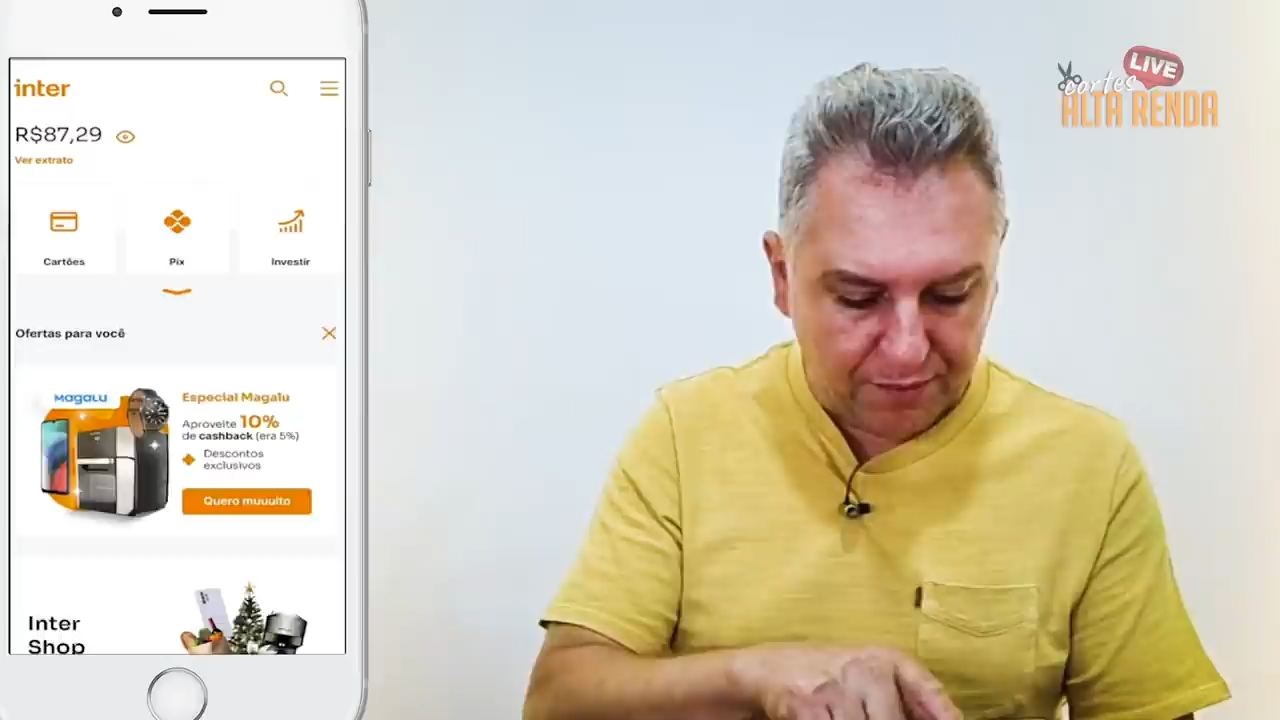 inter
R$87,29
Ver extrato
Cartões
Pix
Investir
Ofertas para você
Magalu
Especial Magalu
Aproveite 10%
de cashback (era 5%)
Descontos
exclusivos
Quero muuuito
Inter
Shop
LIVE
cortes
ALTA RENDA